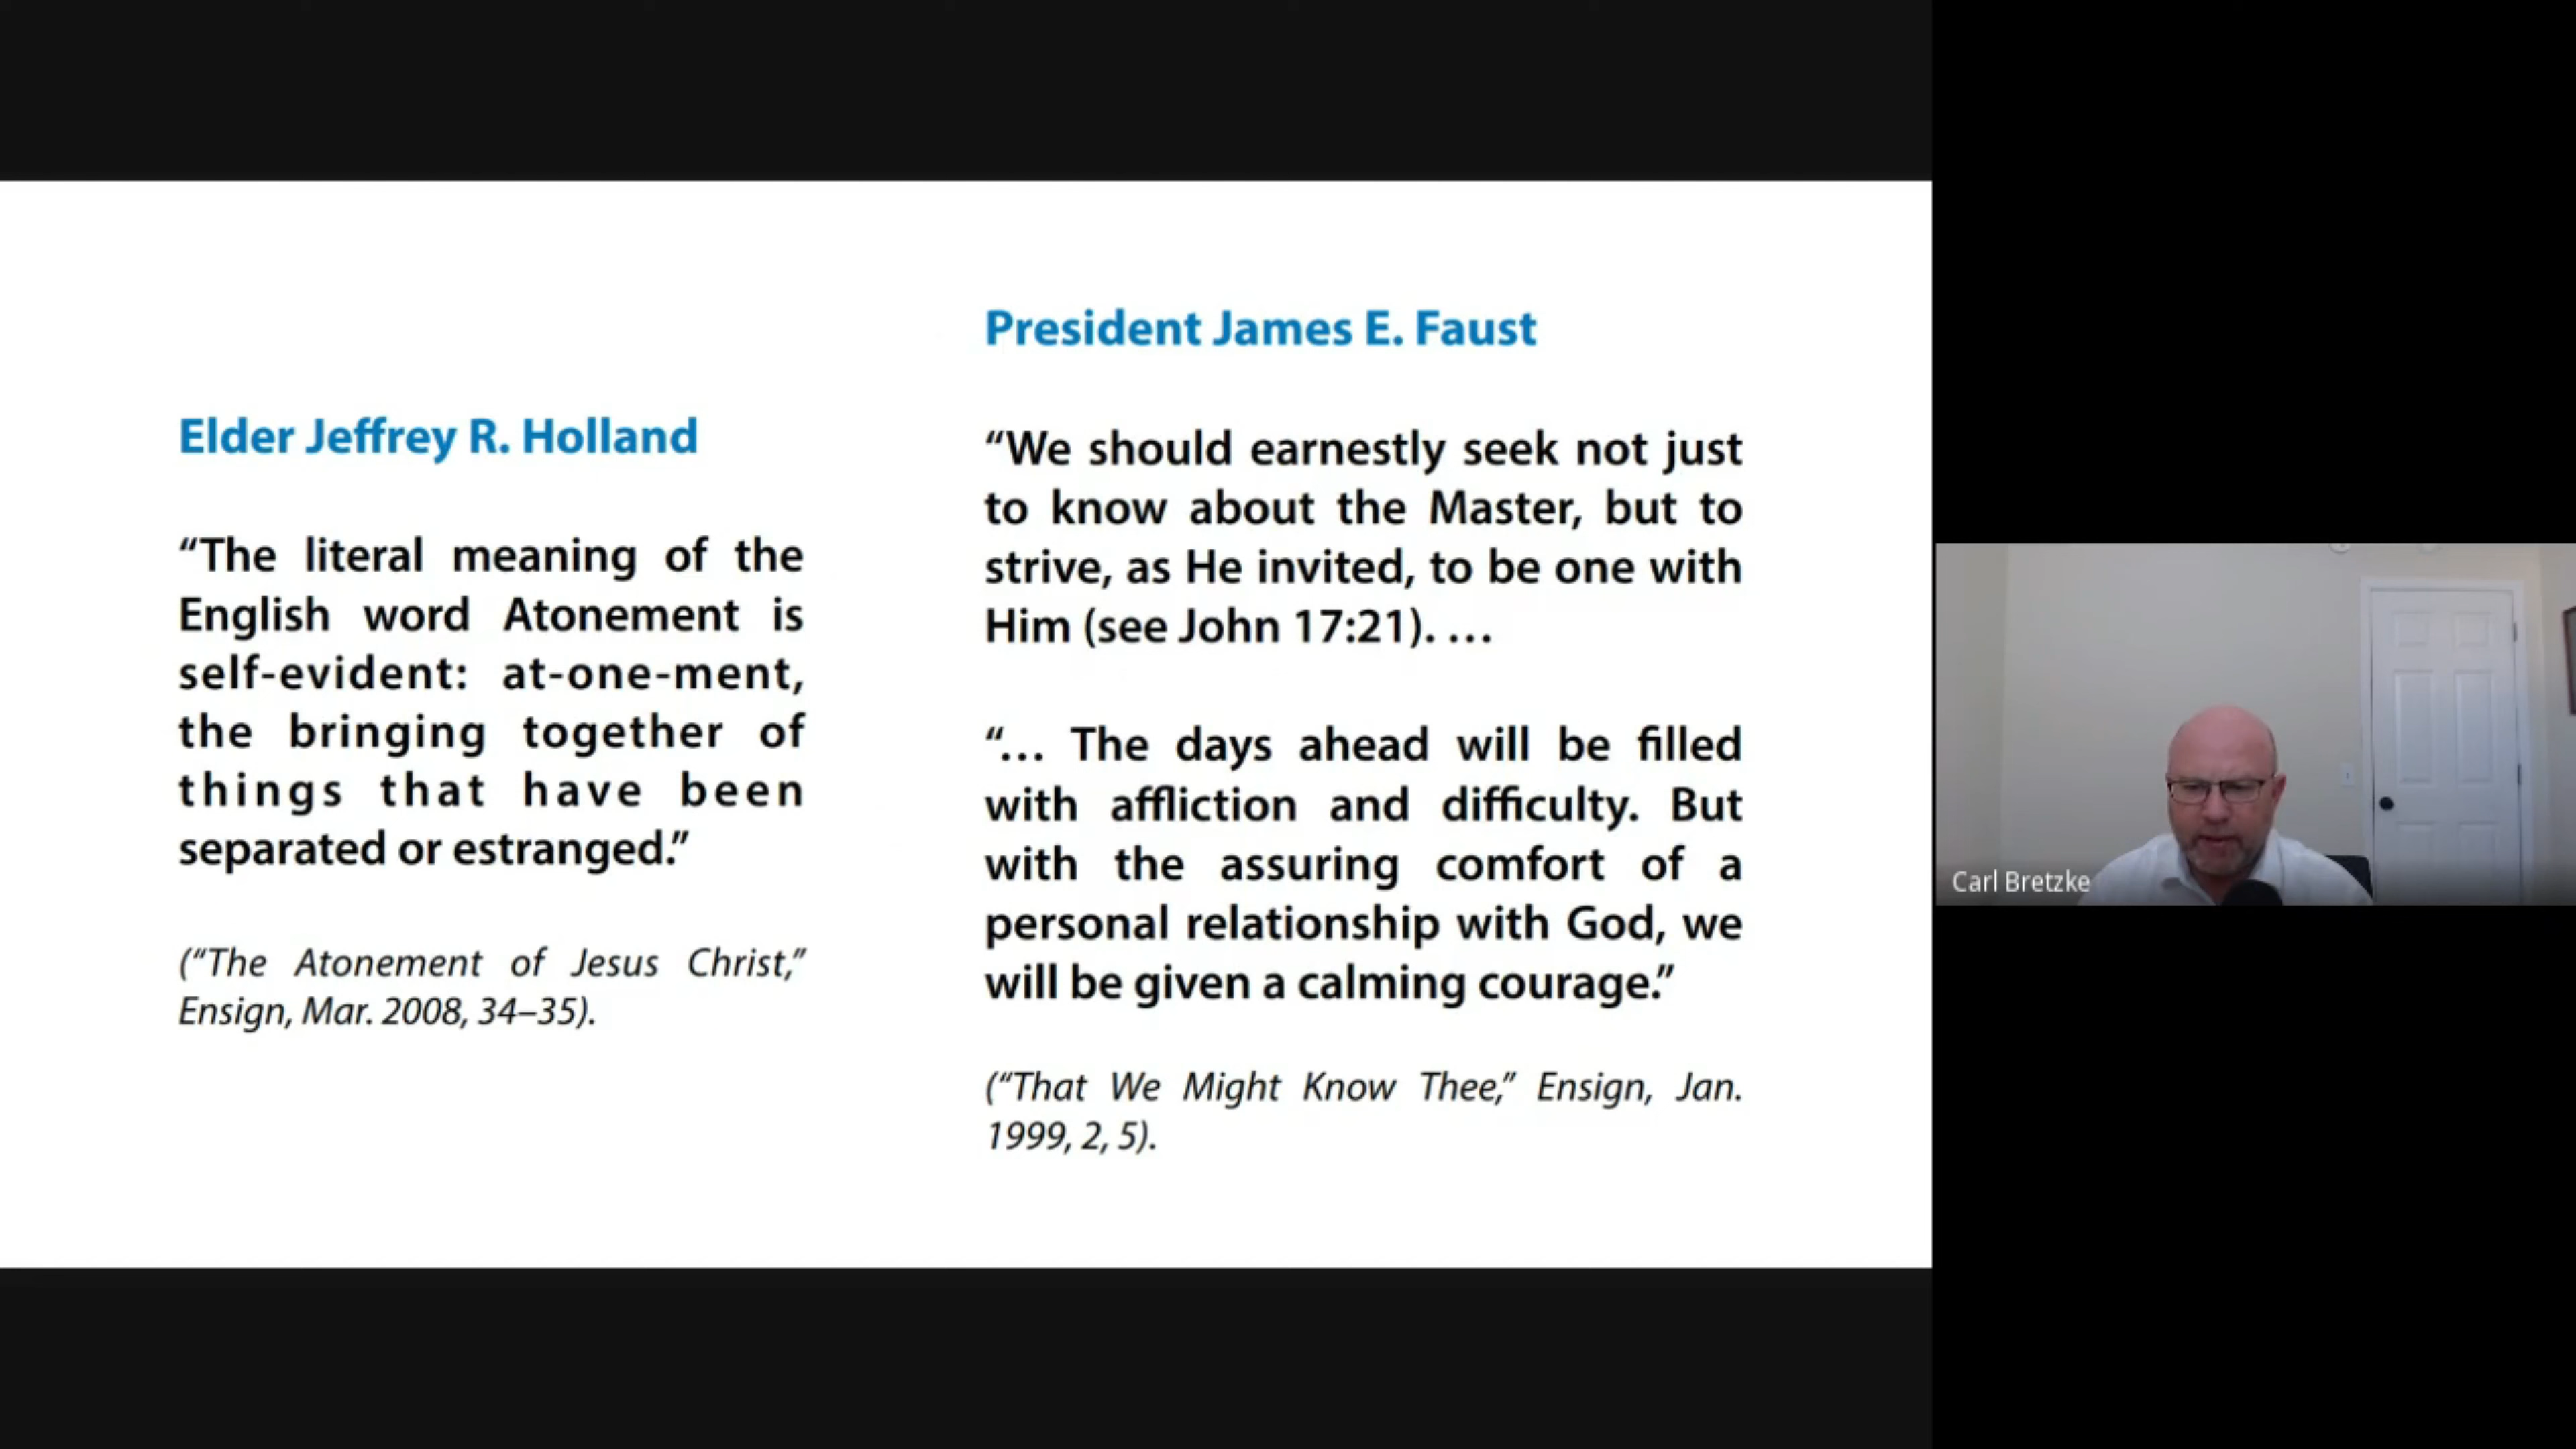 Elder Jeffrey R. Holland
“The literal meaning of the
English word Atonement is
self-evident: at-one-ment,
the bringing together of
things that have been
separated or estranged.”
(“The Atonement of Jesus Christ,”
Ensign, Mar. 2008, 34–35).
President James E. Faust
“We should earnestly seek not just
to know about the Master, but to
strive, as He invited, to be one with
Him (see John 17:21). …
“… The days ahead will be filled
with affliction and difficulty. But
with the assuring comfort of a
personal relationship with God, we
will be given a calming courage.”
(“That We Might Know Thee,” Ensign, Jan.
1999, 2, 5).
Carl Bretzke